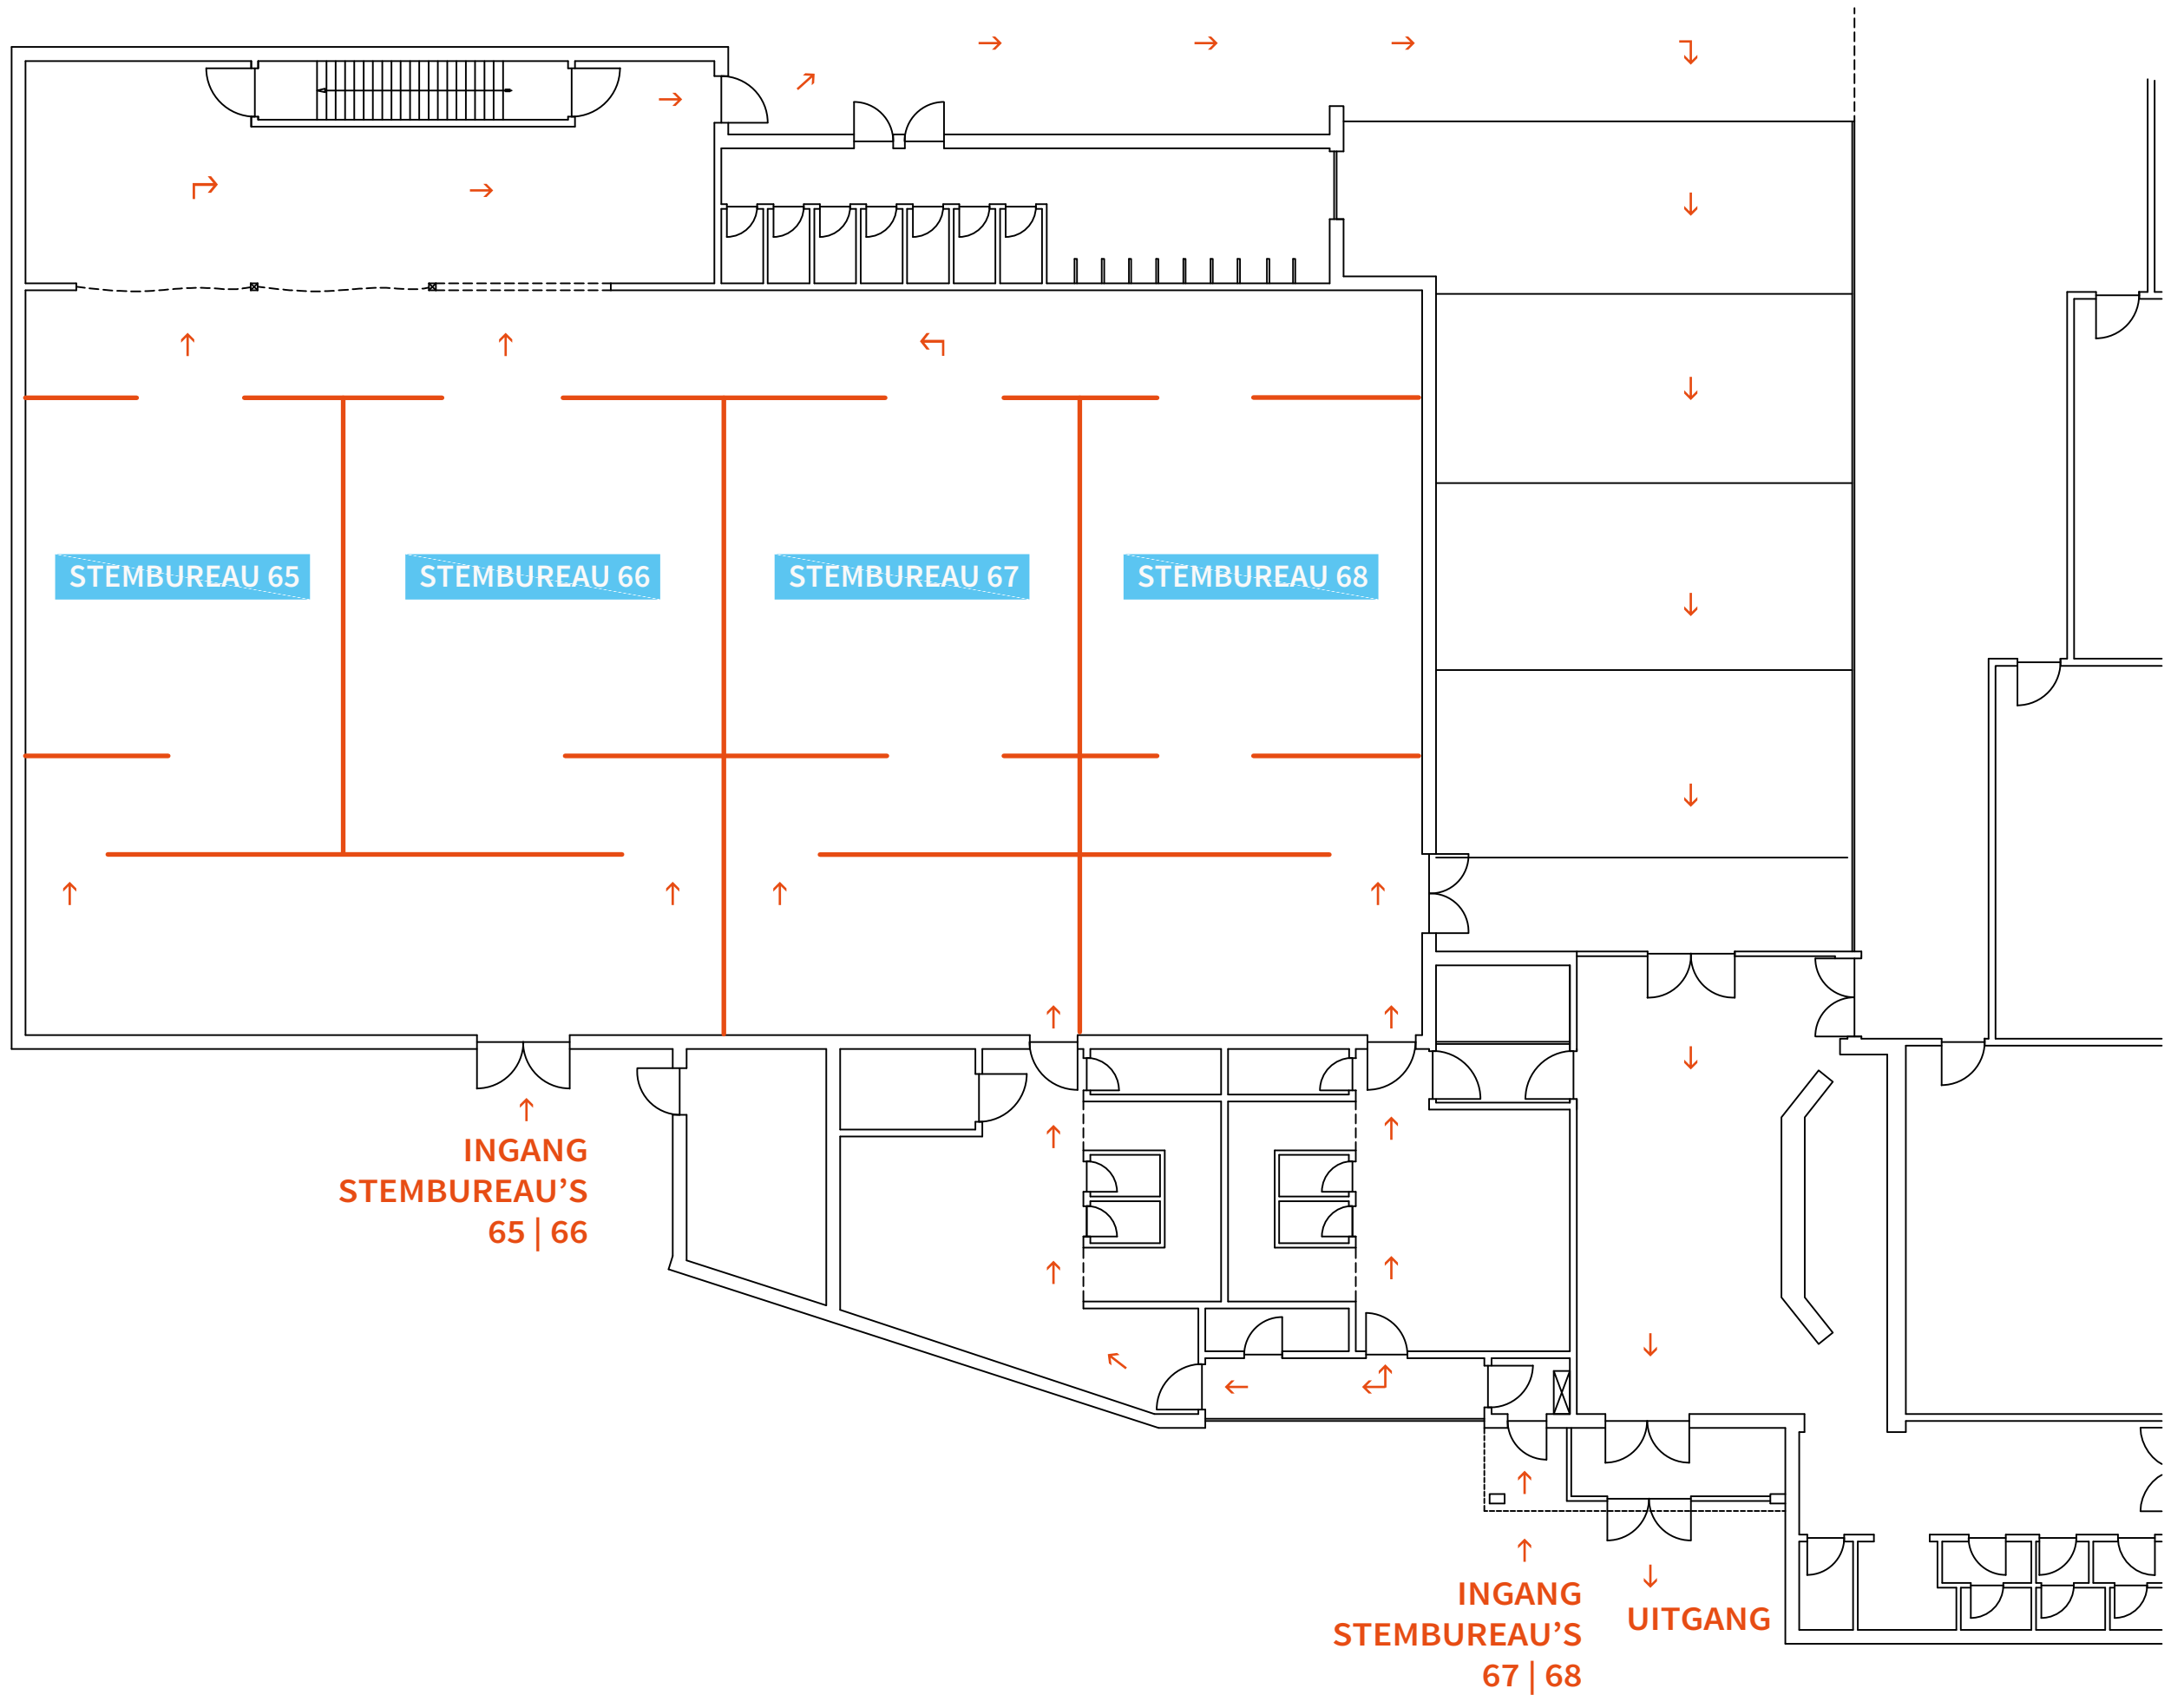 STEMBUREAU 65
STEMBUREAU 66
STEMBUREAU 67
STEMBUREAU 68
INGANG
STEMBUREAU’S
65 | 66
INGANG
STEMBUREAU’S
67 | 68
UITGANG